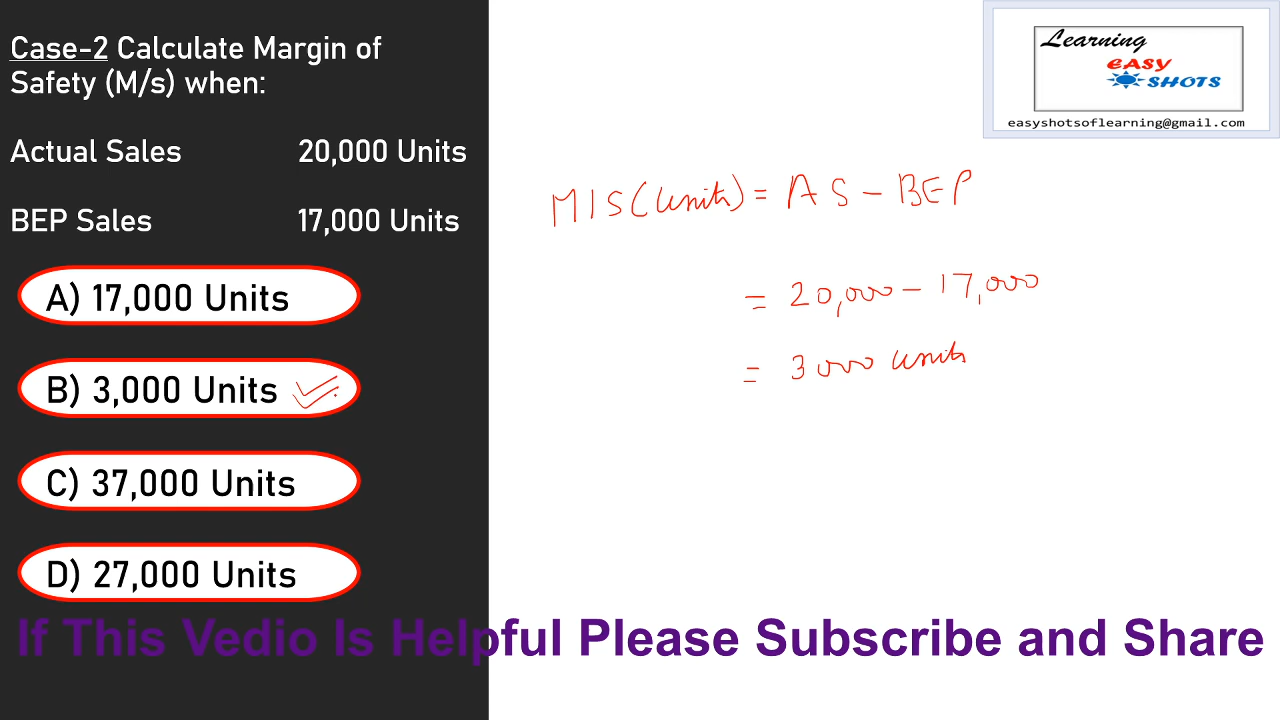 Case-2 Calculate Margin of
Safety (M/s) when:
Actual Sales 20,000 Units
BEP Sales 17,000 Units
A) 17,000 Units
B) 3,000 Units
C) 37,000 Units
D) 27,000 Units
Learning
EASY
SHOTS
easyshotsoflearning@gmail.com
M/S (Units) = AS - BEP
= 20,000 - 17,000
= 3000 units
If This Vedio Is Helpful Please Subscribe and Share